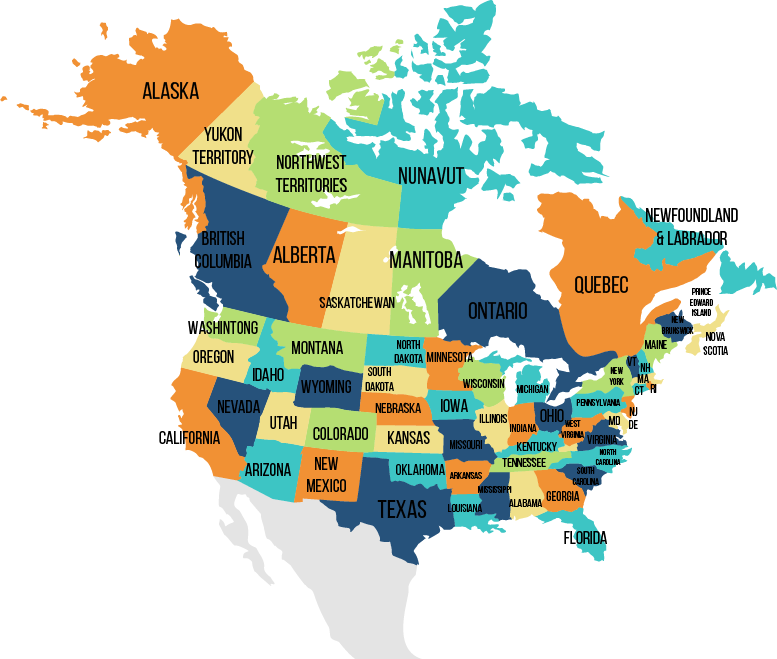 ALASKA
YUKON
TERRITORY
NORTHWEST
TERRITORIES
NUNAVUT
NEWFOUNDLAND
& LABRADOR
BRITISH
COLUMBIA
ALBERTA
MANITOBA
SASKATCHEWAN
QUEBEC
ONTARIO
PRINCE
EDWARD
ISLAND
NEW
BRUNSWICK
NOVA
SCOTIA
WASHINTONG
OREGON
IDAHO
MONTANA
NORTH
DAKOTA
MINNESOTA
SOUTH
DAKOTA
WISCONSIN
MICHIGAN
MAINE
VT
NH
NEW
YORK
MA
CT
RI
WYOMING
NEVADA
UTAH
COLORADO
NEBRASKA
IOWA
KANSAS
ILLINOIS
INDIANA
OHIO
PENNSYLVANIA
NJ
DE
MD
WEST
VIRGINIA
VIRGINIA
CALIFORNIA
ARIZONA
NEW
MEXICO
OKLAHOMA
MISSOURI
KENTUCKY
TENNESSEE
NORTH
CAROLINA
SOUTH
CAROLINA
ARKANSAS
MISSISSIPPI
TEXAS
LOUISIANA
ALABAMA
GEORGIA
FLORIDA